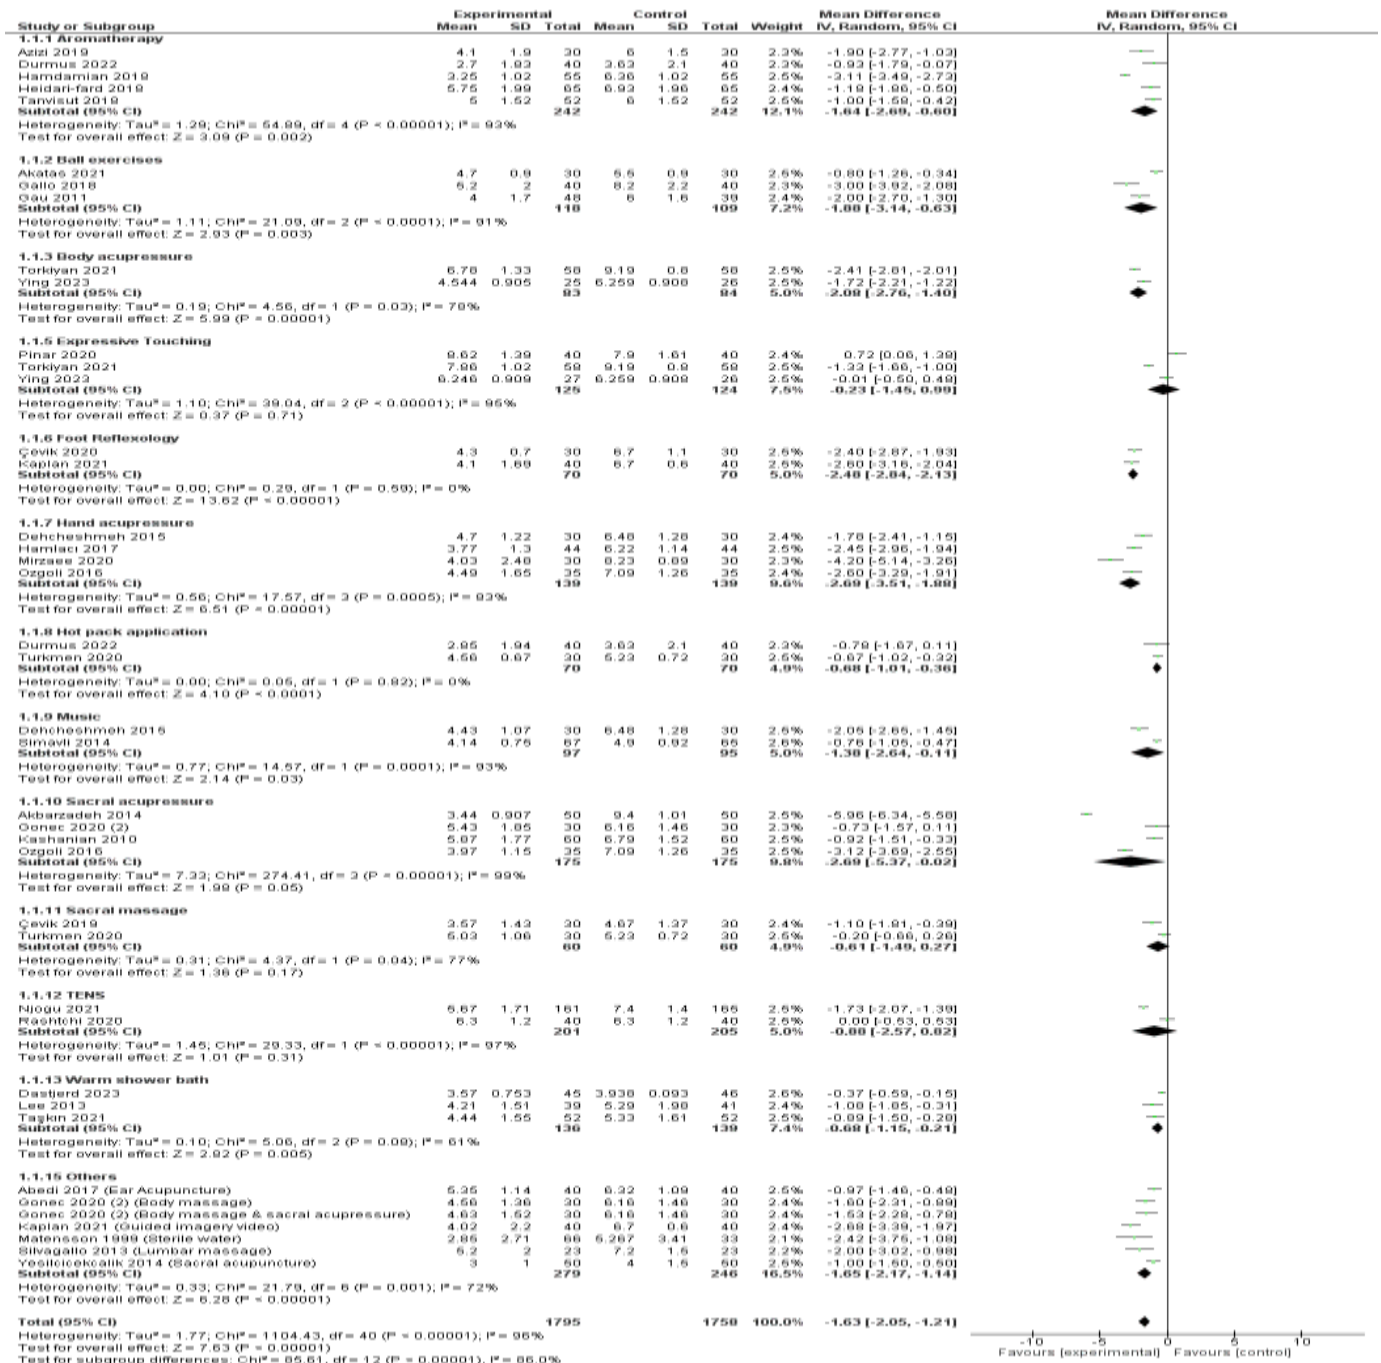 Experimental Control Mean Difference Mean Difference
Study or Subgroup Mean SD Total Mean SD Total Weight IV, Random, 95% CI IV, Random, 95% CI
1.1.1 Aromatherapy
Azizi 2019 4.1 1.9 30 6 1.5 30 2.3% -1.90 [-2.77, -1.03]
Durmus 2022 2.7 1.83 40 3.63 2.1 40 2.3% -0.93 [-1.79, -0.07]
Hamdamian 2018 3.25 1.02 55 6.36 1.02 55 2.5% -3.11 [-3.49, -2.73]
Heidari-fard 2018 5.75 1.99 65 6.93 1.96 65 2.4% -1.18 [-1.86, -0.50]
Tanvisut 2018 5 1.52 52 6 1.52 52 2.5% -1.00 [-1.58, -0.42]
Subtotal (95% CI) 242 242 12.1% -1.64 [-2.69, -0.60]
Heterogeneity: Tau² = 1.29; Chi² = 54.89, df = 4 (P < 0.00001); I² = 93%
Test for overall effect: Z = 3.09 (P = 0.002)
1.1.2 Ball exercises
Akatas 2021 4.7 0.9 30 5.5 0.9 30 2.5% -0.80 [-1.26, -0.34]
Gallo 2018 5.2 2 40 8.2 2.2 40 2.3% -3.00 [-3.92, -2.08]
Gau 2011 4 1.7 48 6 1.6 39 2.4% -2.00 [-2.70, -1.30]
Subtotal (95% CI) 118 109 7.2% -1.88 [-3.14, -0.63]
Heterogeneity: Tau² = 1.11; Chi² = 21.09, df = 2 (P < 0.0001); I² = 91%
Test for overall effect: Z = 2.93 (P = 0.003)
1.1.3 Body acupressure
Torkiyan 2021 6.78 1.33 58 9.19 0.8 58 2.5% -2.41 [-2.81, -2.01]
Ying 2023 4.544 0.905 25 6.259 0.908 26 2.5% -1.72 [-2.21, -1.22]
Subtotal (95% CI) 83 84 5.0% -2.08 [-2.76, -1.40]
Heterogeneity: Tau² = 0.19; Chi² = 4.56, df = 1 (P = 0.03); I² = 78%
Test for overall effect: Z = 5.99 (P < 0.00001)
1.1.5 Expressive Touching
Pinar 2020 8.62 1.39 40 7.9 1.61 40 2.4% 0.72 [0.06, 1.38]
Torkiyan 2021 7.86 1.02 58 9.19 0.8 58 2.5% -1.33 [-1.66, -1.00]
Ying 2023 6.246 0.909 27 6.259 0.908 26 2.5% -0.01 [-0.50, 0.48]
Subtotal (95% CI) 125 124 7.5% -0.23 [-1.45, 0.99]
Heterogeneity: Tau² = 1.10; Chi² = 39.04, df = 2 (P < 0.00001); I² = 95%
Test for overall effect: Z = 0.37 (P = 0.71)
1.1.6 Foot Reflexology
Çevik 2020 4.3 0.7 30 6.7 1.1 30 2.5% -2.40 [-2.87, -1.93]
Kaplan 2021 4.1 1.69 40 6.7 0.6 40 2.5% -2.60 [-3.16, -2.04]
Subtotal (95% CI) 70 70 5.0% -2.48 [-2.84, -2.13]
Heterogeneity: Tau² = 0.00; Chi² = 0.29, df = 1 (P = 0.59); I² = 0%
Test for overall effect: Z = 13.62 (P < 0.00001)
1.1.7 Hand acupressure
Dehcheshmeh 2015 4.7 1.22 30 6.48 1.28 30 2.4% -1.78 [-2.41, -1.15]
Hamlaci 2017 3.77 1.3 44 6.22 1.14 44 2.5% -2.45 [-2.96, -1.94]
Mirzaee 2020 4.03 2.48 30 8.23 0.89 30 2.3% -4.20 [-5.14, -3.26]
Ozgoli 2016 4.49 1.65 35 7.09 1.26 35 2.4% -2.60 [-3.29, -1.91]
Subtotal (95% CI) 139 139 9.6% -2.69 [-3.51, -1.88]
Heterogeneity: Tau² = 0.56; Chi² = 17.57, df = 3 (P = 0.0005); I² = 83%
Test for overall effect: Z = 6.51 (P < 0.00001)
1.1.8 Hot pack application
Durmus 2022 2.85 1.94 40 3.63 2.1 40 2.3% -0.78 [-1.67, 0.11]
Turkmen 2020 4.56 0.67 30 5.23 0.72 30 2.5% -0.67 [-1.02, -0.32]
Subtotal (95% CI) 70 70 4.9% -0.68 [-1.01, -0.36]
Heterogeneity: Tau² = 0.00; Chi² = 0.05, df = 1 (P = 0.82); I² = 0%
Test for overall effect: Z = 4.10 (P < 0.0001)
1.1.9 Music
Dehcheshmeh 2015 4.43 1.07 30 6.48 1.28 30 2.5% -2.05 [-2.65, -1.45]
Simavli 2014 4.14 0.75 67 4.9 0.92 65 2.6% -0.76 [-1.05, -0.47]
Subtotal (95% CI) 97 95 5.0% -1.38 [-2.64, -0.11]
Heterogeneity: Tau² = 0.77; Chi² = 14.57, df = 1 (P = 0.0001); I² = 93%
Test for overall effect: Z = 2.14 (P = 0.03)
1.1.10 Sacral acupressure
Akbarzadeh 2014 3.44 0.907 50 9.4 1.01 50 2.5% -5.96 [-6.34, -5.58]
Gonec 2020 (2) 5.43 1.85 30 6.16 1.46 30 2.3% -0.73 [-1.57, 0.11]
Kashanian 2010 5.87 1.77 60 6.79 1.52 60 2.5% -0.92 [-1.51, -0.33]
Ozgoli 2016 3.97 1.15 35 7.09 1.26 35 2.5% -3.12 [-3.69, -2.55]
Subtotal (95% CI) 175 175 9.8% -2.69 [-5.37, -0.02]
Heterogeneity: Tau² = 7.33; Chi² = 274.41, df = 3 (P < 0.00001); I² = 99%
Test for overall effect: Z = 1.98 (P = 0.05)
1.1.11 Sacral massage
Çevik 2019 3.57 1.43 30 4.67 1.37 30 2.4% -1.10 [-1.81, -0.39]
Turkmen 2020 5.03 1.06 30 5.23 0.72 30 2.5% -0.20 [-0.66, 0.26]
Subtotal (95% CI) 60 60 4.9% -0.61 [-1.49, 0.27]
Heterogeneity: Tau² = 0.31; Chi² = 4.37, df = 1 (P = 0.04); I² = 77%
Test for overall effect: Z = 1.36 (P = 0.17)
1.1.12 TENS
Njogu 2021 5.67 1.71 161 7.4 1.4 165 2.5% -1.73 [-2.07, -1.39]
Rashtchi 2020 6.3 1.2 40 6.3 1.2 40 2.5% 0.00 [-0.53, 0.53]
Subtotal (95% CI) 201 205 5.0% -0.88 [-2.57, 0.82]
Heterogeneity: Tau² = 1.45; Chi² = 29.33, df = 1 (P < 0.00001); I² = 97%
Test for overall effect: Z = 1.01 (P = 0.31)
1.1.13 Warm shower bath
Dastjerd 2023 3.57 0.753 45 3.938 0.093 46 2.6% -0.37 [-0.59, -0.15]
Lee 2013 4.21 1.51 39 5.29 1.98 41 2.4% -1.08 [-1.85, -0.31]
Taşkın 2021 4.44 1.55 52 5.33 1.61 52 2.4% -0.89 [-1.50, -0.28]
Subtotal (95% CI) 136 139 7.4% -0.68 [-1.15, -0.21]
Heterogeneity: Tau² = 0.10; Chi² = 5.06, df = 2 (P = 0.08); I² = 61%
Test for overall effect: Z = 2.82 (P = 0.005)
1.1.15 Others
Abedi 2017 (Ear Acupuncture) 5.35 1.14 40 6.32 1.09 40 2.5% -0.97 [-1.46, -0.48]
Gonec 2020 (2) (Body massage) 4.56 1.36 30 6.16 1.46 30 2.4% -1.60 [-2.31, -0.89]
Gonec 2020 (2) (Body massage & sacral acupressure) 4.63 1.52 30 6.16 1.46 30 2.4% -1.53 [-2.28, -0.78]
Kaplan 2021 (Guided imagery video) 4.02 2.2 40 6.7 0.6 40 2.4% -2.68 [-3.39, -1.97]
Matensson 1999 (Sterile water) 2.85 2.71 66 5.267 3.41 33 2.1% -2.42 [-3.75, -1.08]
Silvagallo 2013 (Lumbar massage) 5.2 2 23 7.2 1.5 23 2.2% -2.00 [-3.02, -0.98]
Yesilcicekcalik 2014 (Sacral acupuncture) 3 1 50 4 1.5 50 2.5% -1.00 [-1.50, -0.50]
Subtotal (95% CI) 279 246 16.5% -1.65 [-2.17, -1.14]
Heterogeneity: Tau² = 0.33; Chi² = 21.79, df = 6 (P = 0.001); I² = 72%
Test for overall effect: Z = 6.28 (P < 0.00001)
Total (95% CI) 1795 1758 100.0% -1.63 [-2.05, -1.21]
Heterogeneity: Tau² = 1.77; Chi² = 1104.43, df = 40 (P < 0.00001); I² = 96%
Test for overall effect: Z = 7.63 (P < 0.00001)
Test for subgroup differences: Chi² = 85.61, df = 12 (P < 0.00001), I² = 86.0%
-10 -5 0 5 10
Favours [experimental] Favours [control]